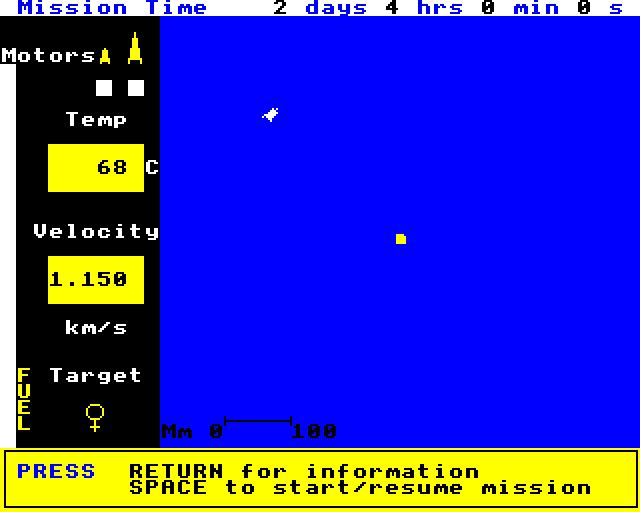 Mission Time 2 days 4 hrs 0 min 0 s
Motors
Temp
68 C
Velocity
1.150
km/s
Target
FUEL
Mm 0 100
PRESS RETURN for information
SPACE to start/resume mission